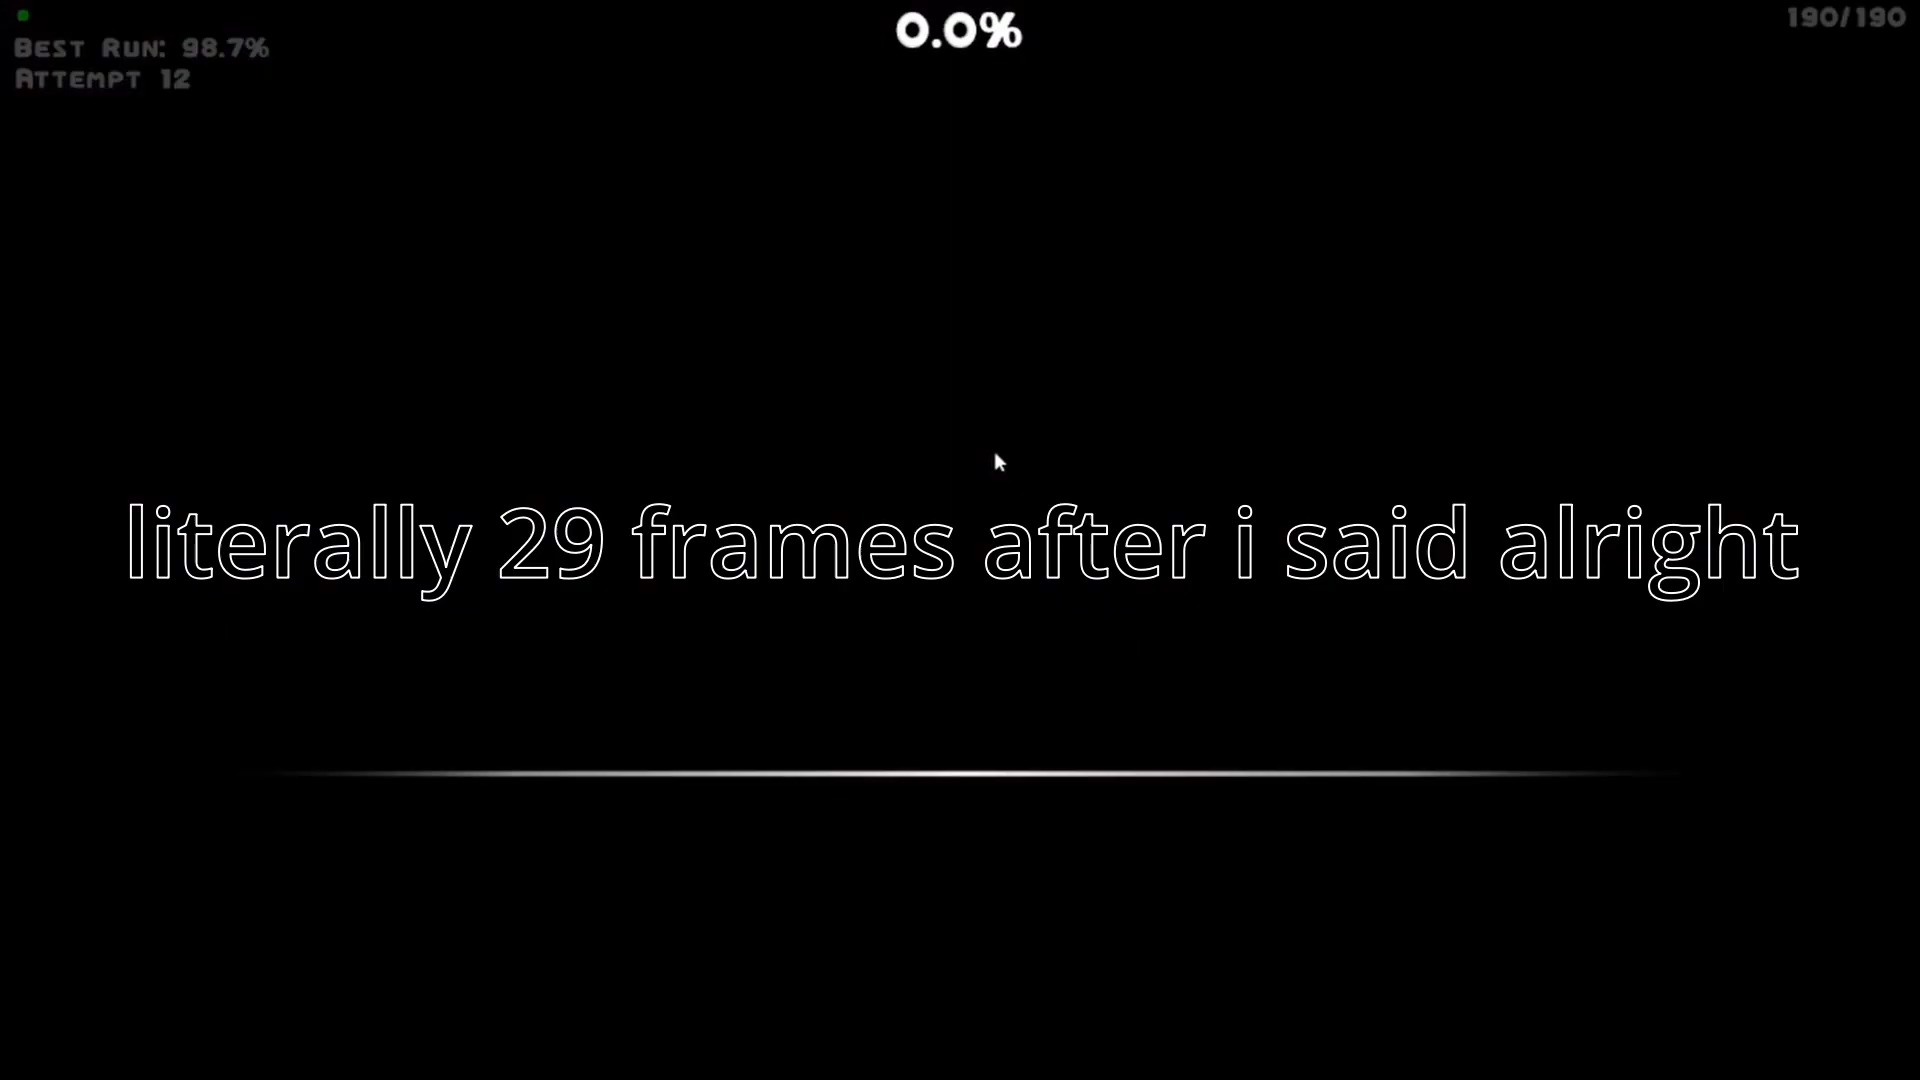 0.0%
190/190
Best Run: 98.7%
Attempt 12
literally 29 frames after i said alright